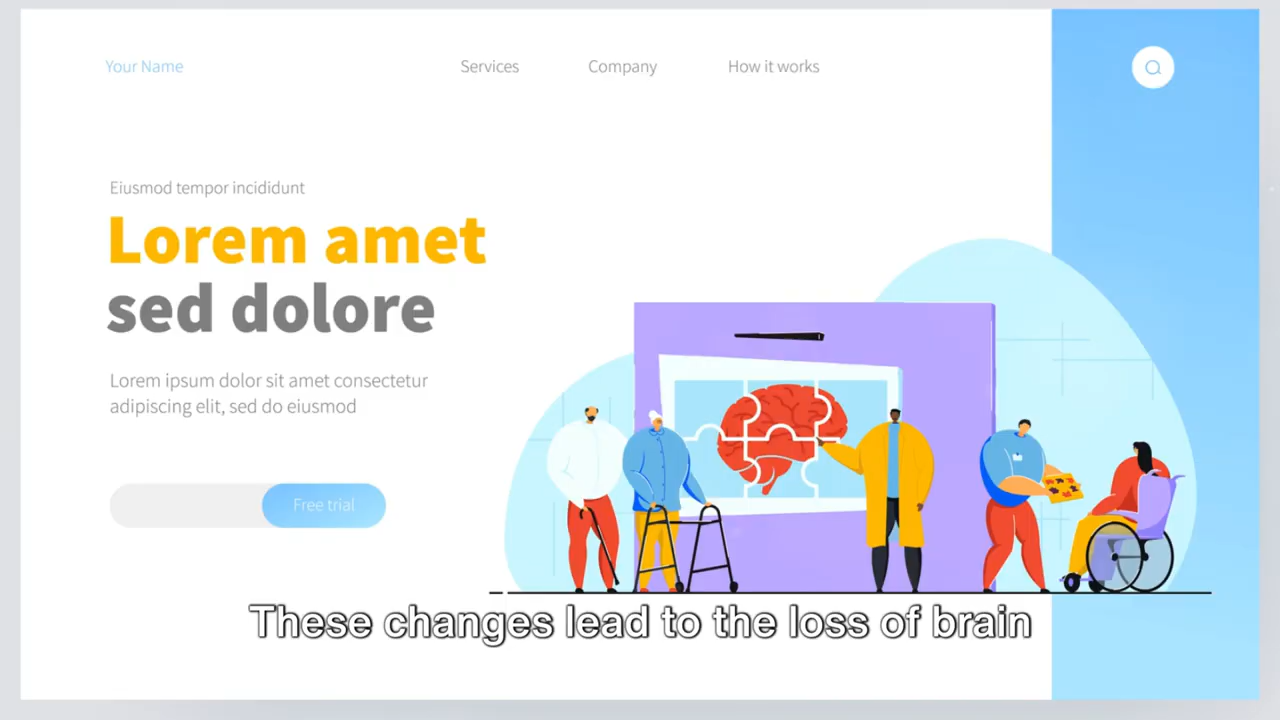 Your Name
Services
Company
How it works
Eiusmod tempor incididunt
Lorem amet
sed dolore
Lorem ipsum dolor sit amet consectetur
adipiscing elit, sed do eiusmod
Free trial
These changes lead to the loss of brain